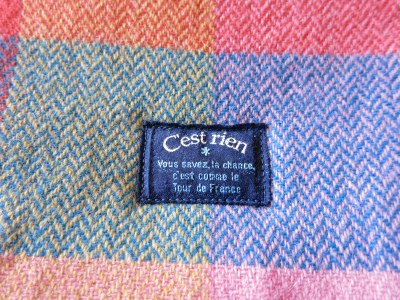 C'est rien
*
Vous savez, la chance,
c'est comme le
Tour de France